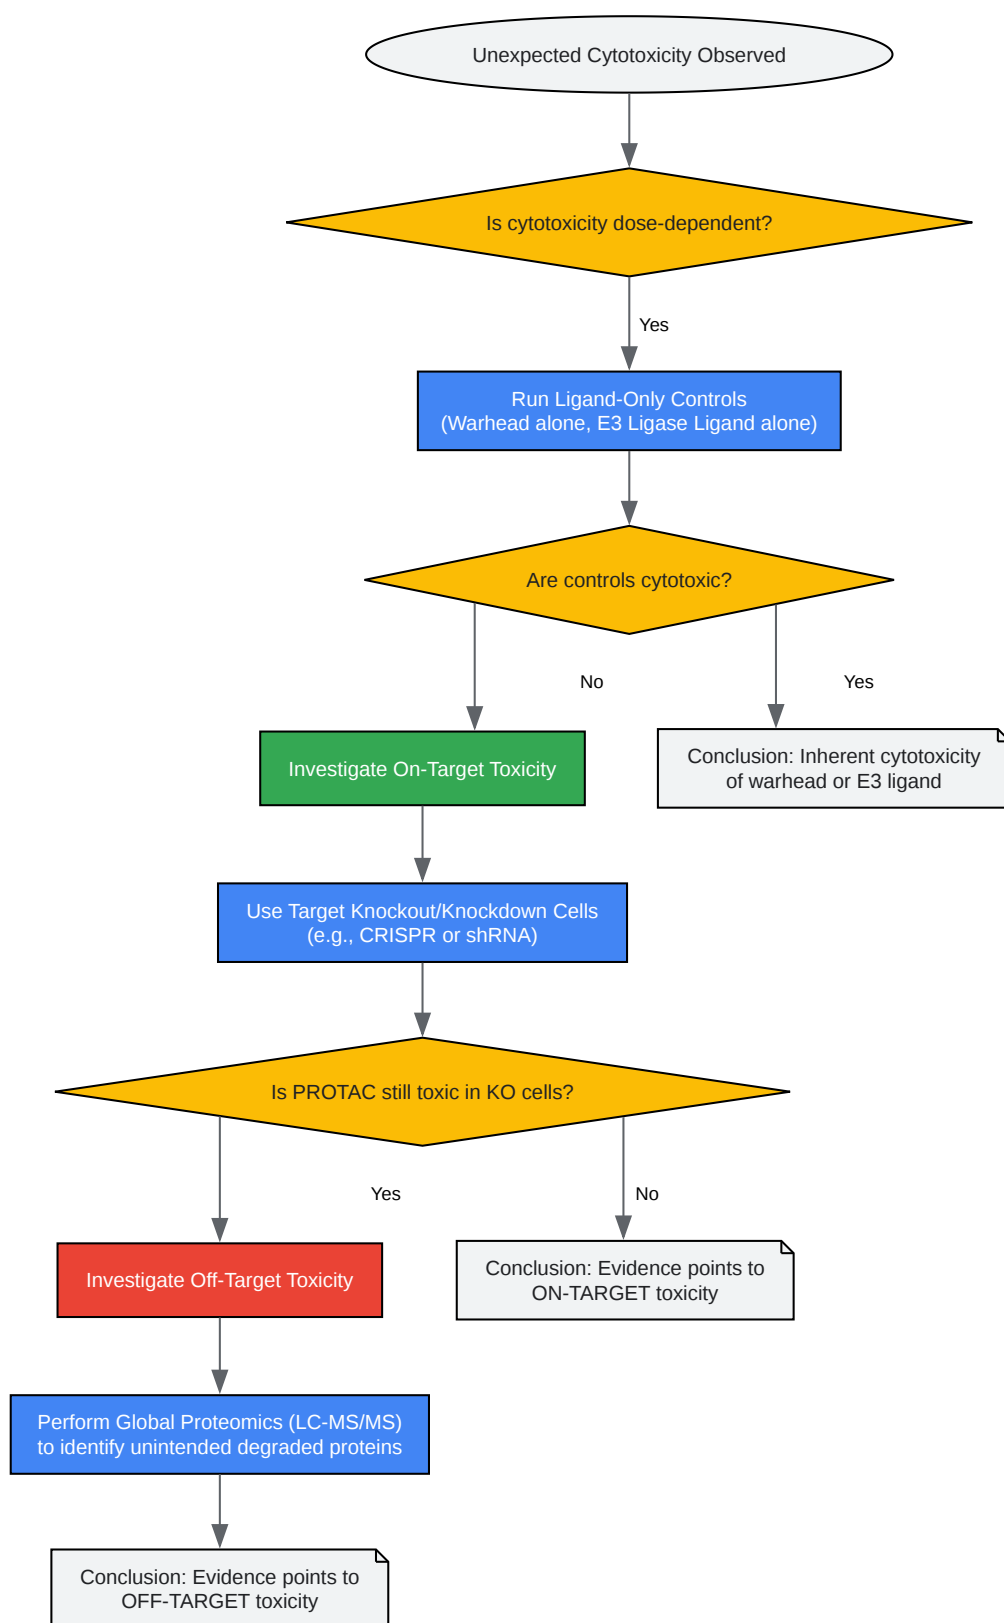 Unexpected Cytotoxicity Observed
Is cytotoxicity dose-dependent?
Yes
Run Ligand-Only Controls
(Warhead alone, E3 Ligase Ligand alone)
Are controls cytotoxic?
No
Yes
Investigate On-Target Toxicity
Conclusion: Inherent cytotoxicity
of warhead or E3 ligand
Use Target Knockout/Knockdown Cells
(e.g., CRISPR or shRNA)
Is PROTAC still toxic in KO cells?
Yes
No
Investigate Off-Target Toxicity
Conclusion: Evidence points to
ON-TARGET toxicity
Perform Global Proteomics (LC-MS/MS)
to identify unintended degraded proteins
Conclusion: Evidence points to
OFF-TARGET toxicity